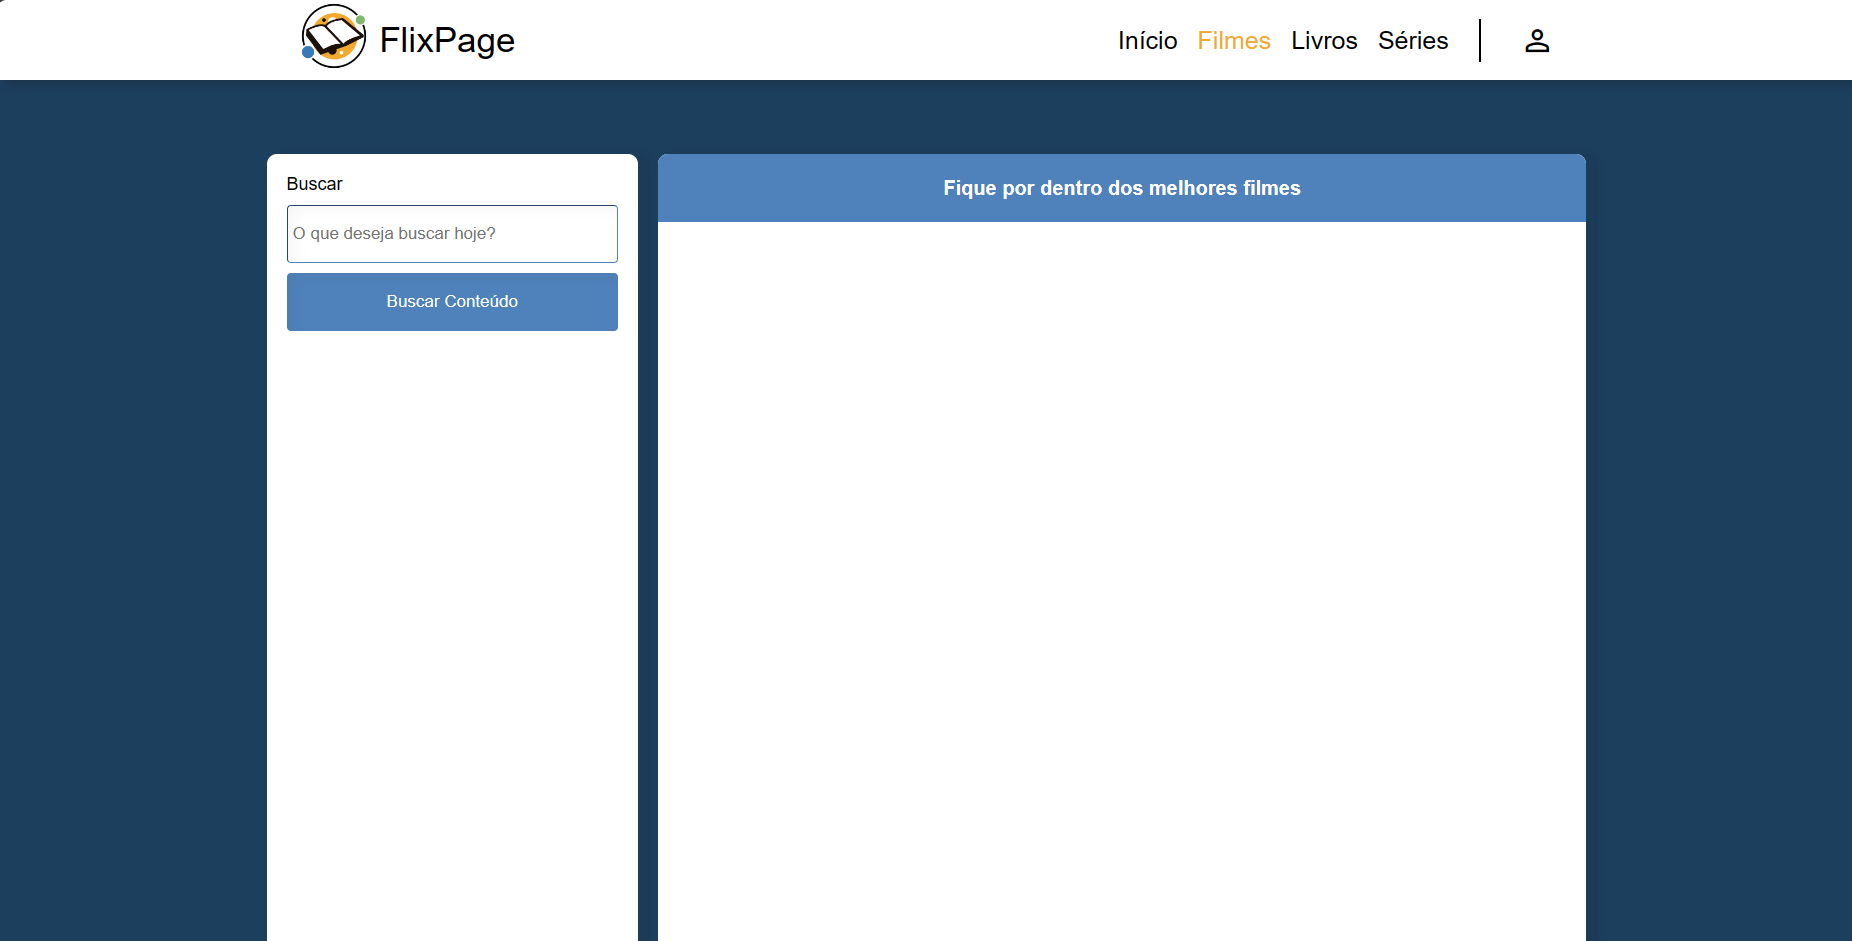 FlixPage
Início Filmes Livros Séries
Buscar
O que deseja buscar hoje?
Buscar Conteúdo
Fique por dentro dos melhores filmes